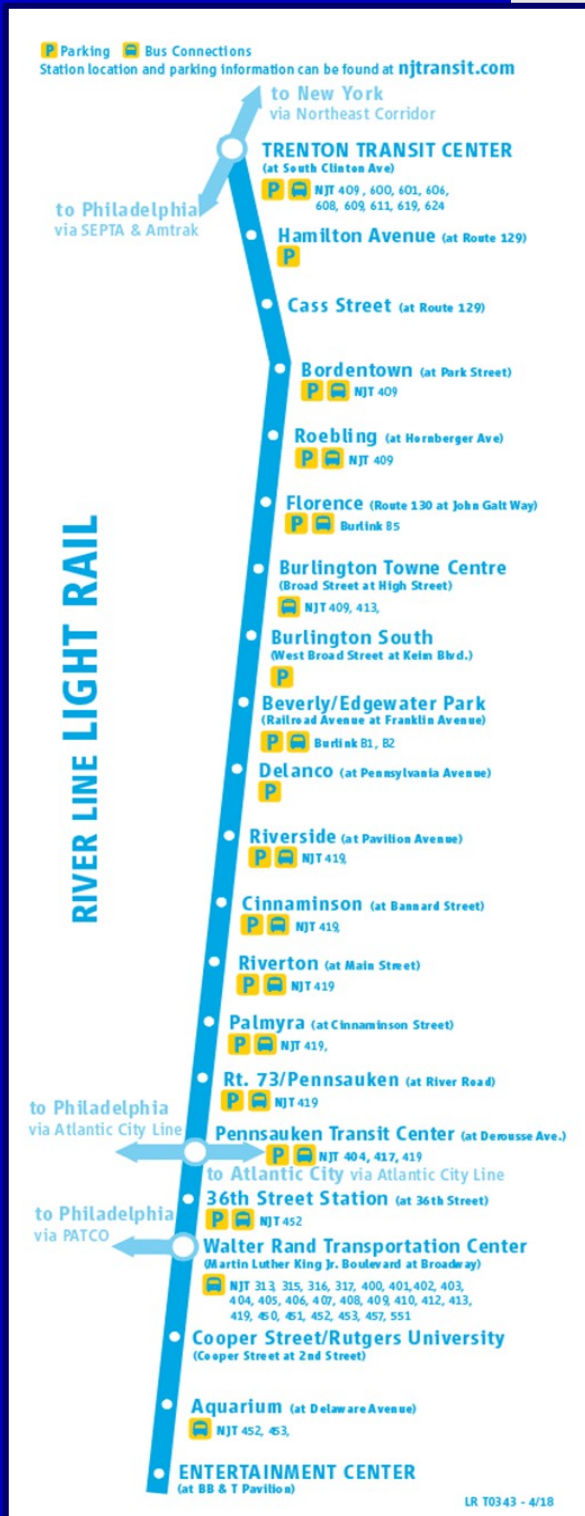 P Parking Bus Connections
Station location and parking information can be found at njtransit.com
to New York
via Northeast Corridor
TRENTON TRANSIT CENTER
(at South Clinton Ave)
P NJT 409 , 600, 601, 606,
608, 609, 611, 619, 624
to Philadelphia
via SEPTA & Amtrak
Hamilton Avenue (at Route 129)
P
Cass Street (at Route 129)
Bordentown (at Park Street)
P NJT 409
Roebling (at Hornberger Ave)
P NJT 409
Florence (Route 130 at John Galt Way)
P Burlink B5
RIVER LINE LIGHT RAIL
Burlington Towne Centre
(Broad Street at High Street)
NJT 409, 413,
Burlington South
(West Broad Street at Keim Blvd.)
P
Beverly/Edgewater Park
(Railroad Avenue at Franklin Avenue)
P Burlink B1, B2
Delanco (at Pennsylvania Avenue)
P
Riverside (at Pavilion Avenue)
P NJT 419,
Cinnaminson (at Bannard Street)
P NJT 419,
Riverton (at Main Street)
P NJT 419
Palmyra (at Cinnaminson Street)
P NJT 419,
Rt. 73/Pennsauken (at River Road)
P NJT 419
to Philadelphia
via Atlantic City Line
Pennsauken Transit Center (at Derousse Ave.)
P NJT 404, 417, 419
to Atlantic City via Atlantic City Line
36th Street Station (at 36th Street)
P NJT 452
to Philadelphia
via PATCO
Walter Rand Transportation Center
(Martin Luther King Jr. Boulevard at Broadway)
NJT 313, 315, 316, 317, 400, 401, 402, 403,
404, 405, 406, 407, 408, 409, 410, 412, 413,
419, 450, 451, 452, 453, 457, 551
Cooper Street/Rutgers University
(Cooper Street at 2nd Street)
Aquarium (at Delaware Avenue)
NJT 452, 453,
ENTERTAINMENT CENTER
(at BB & T Pavilion)
LR T0343 - 4/18